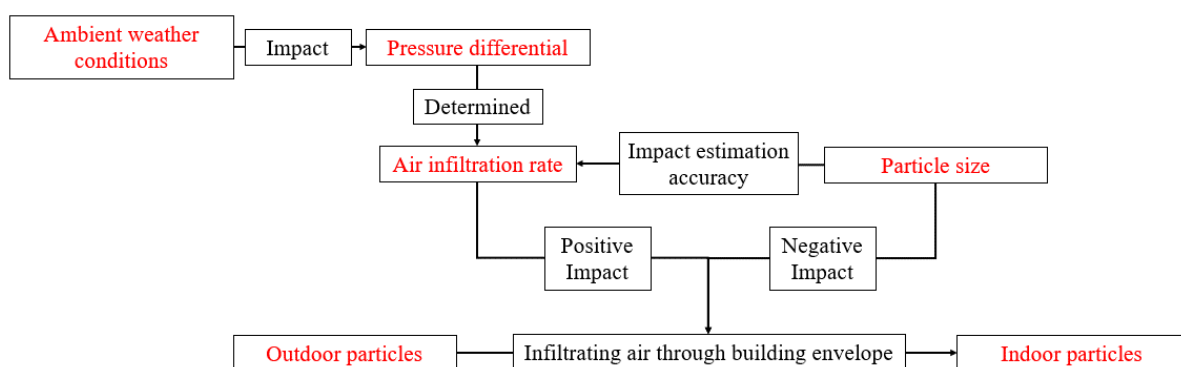 Ambient weather
conditions
Impact
Pressure differential
Determined
Air infiltration rate
Impact estimation
accuracy
Particle size
Positive
Impact
Negative
Impact
Outdoor particles
Infiltrating air through building envelope
Indoor particles